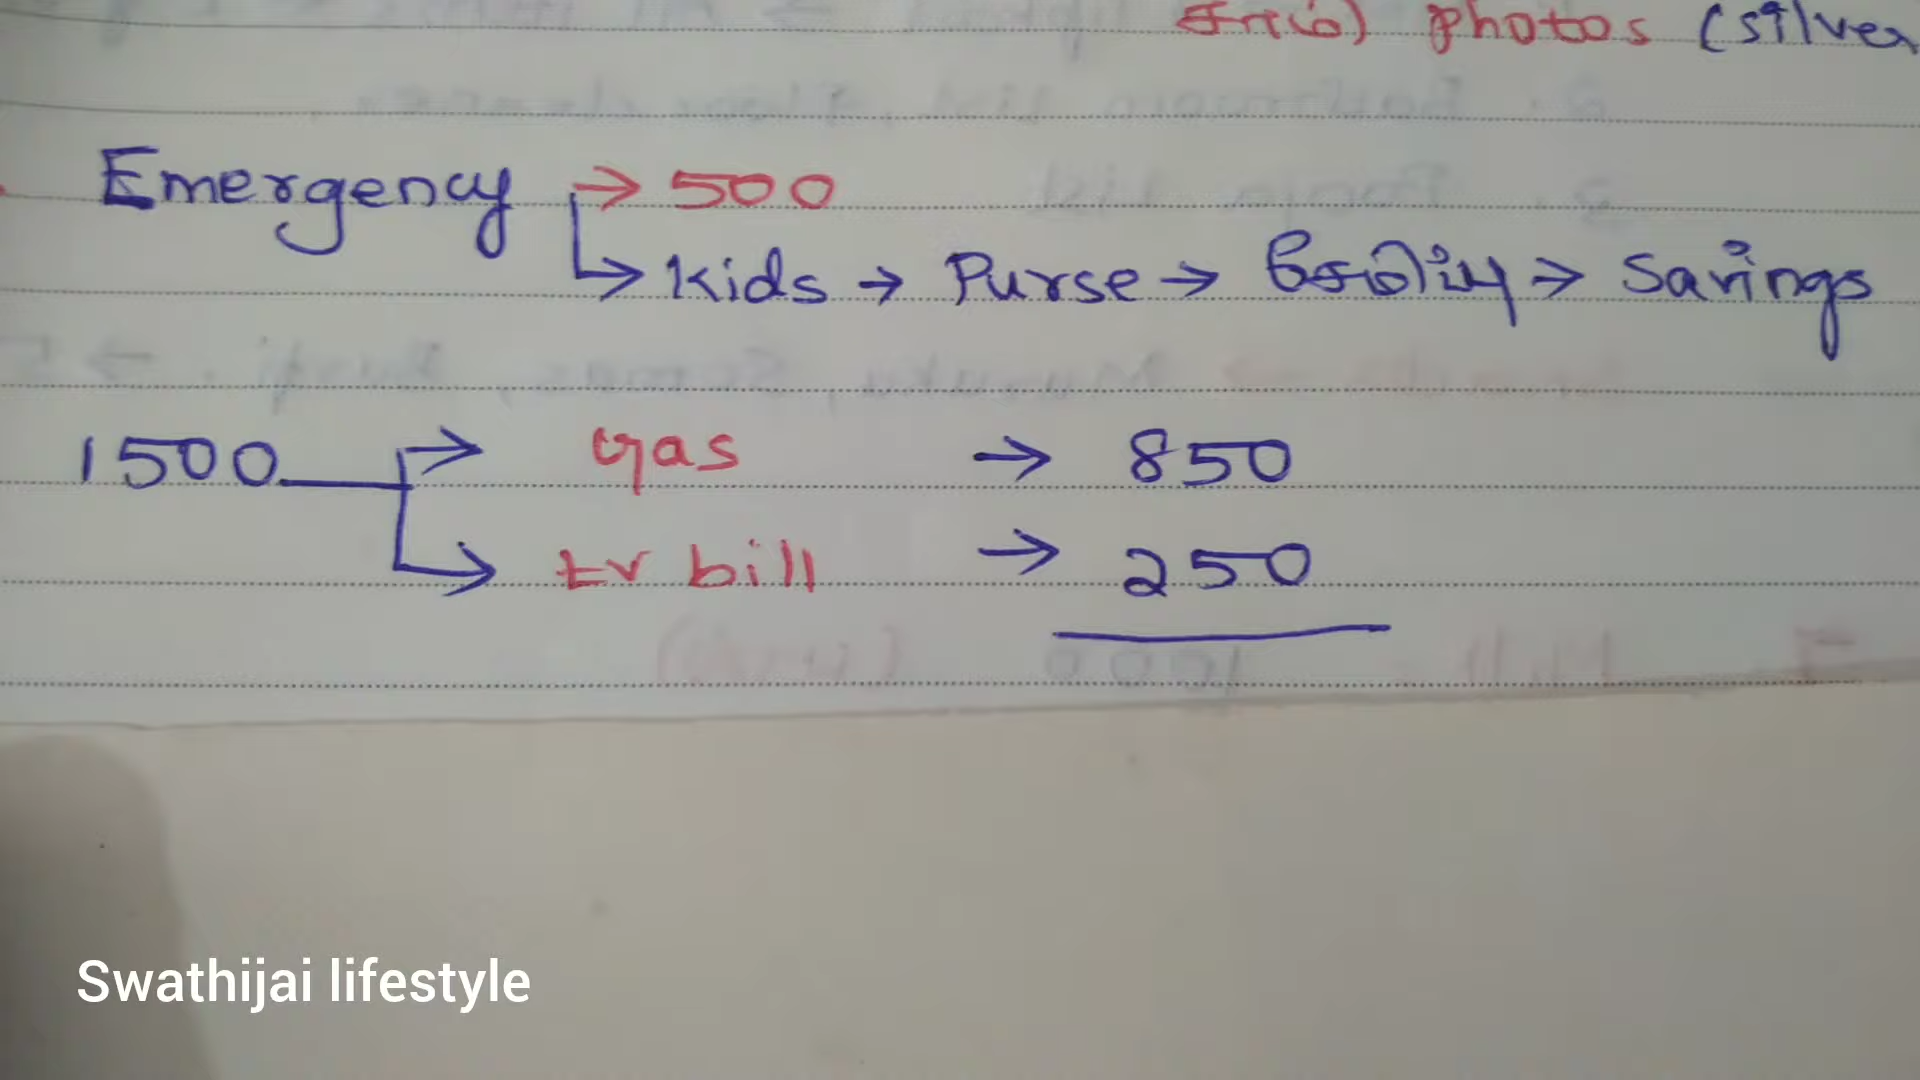 சாமி photos (silver
Emergency → 500
→ Kids → Purse → சேமிப்பு → Savings
1500 → Gas → 850
→ tv bill → 250
Swathijai lifestyle